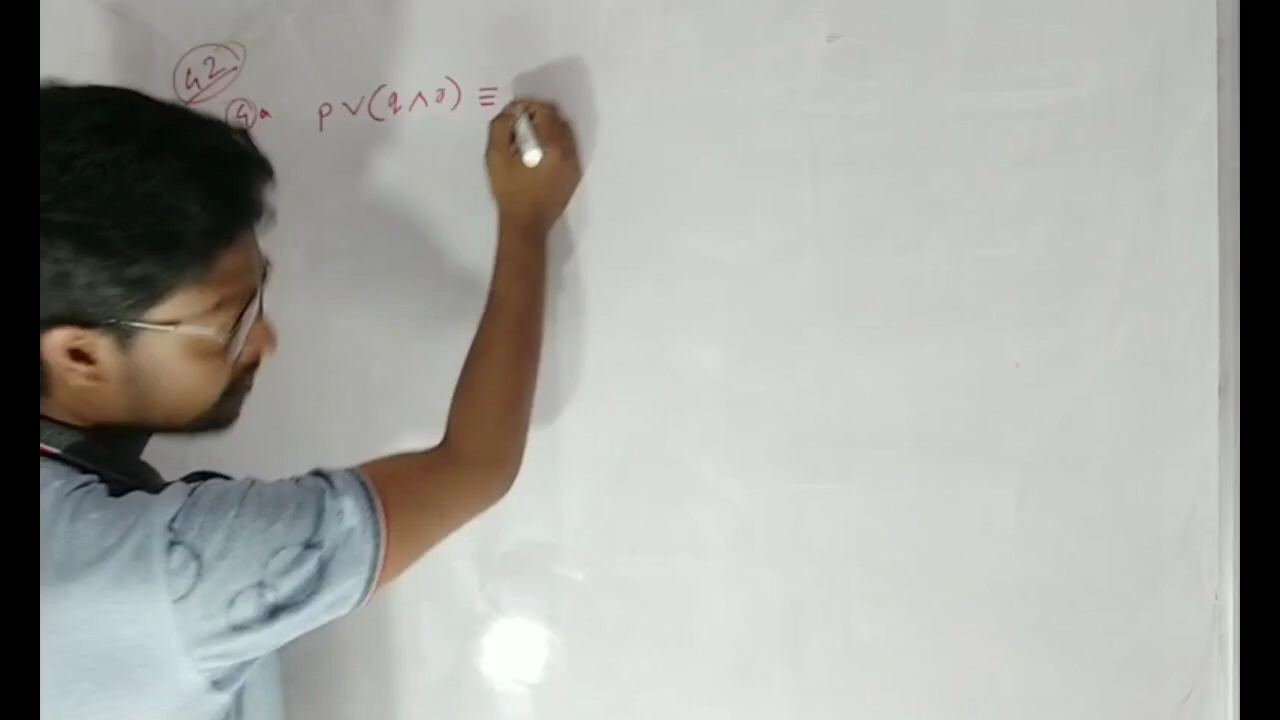 42
4a p ∨ (q ∧ r) ≡